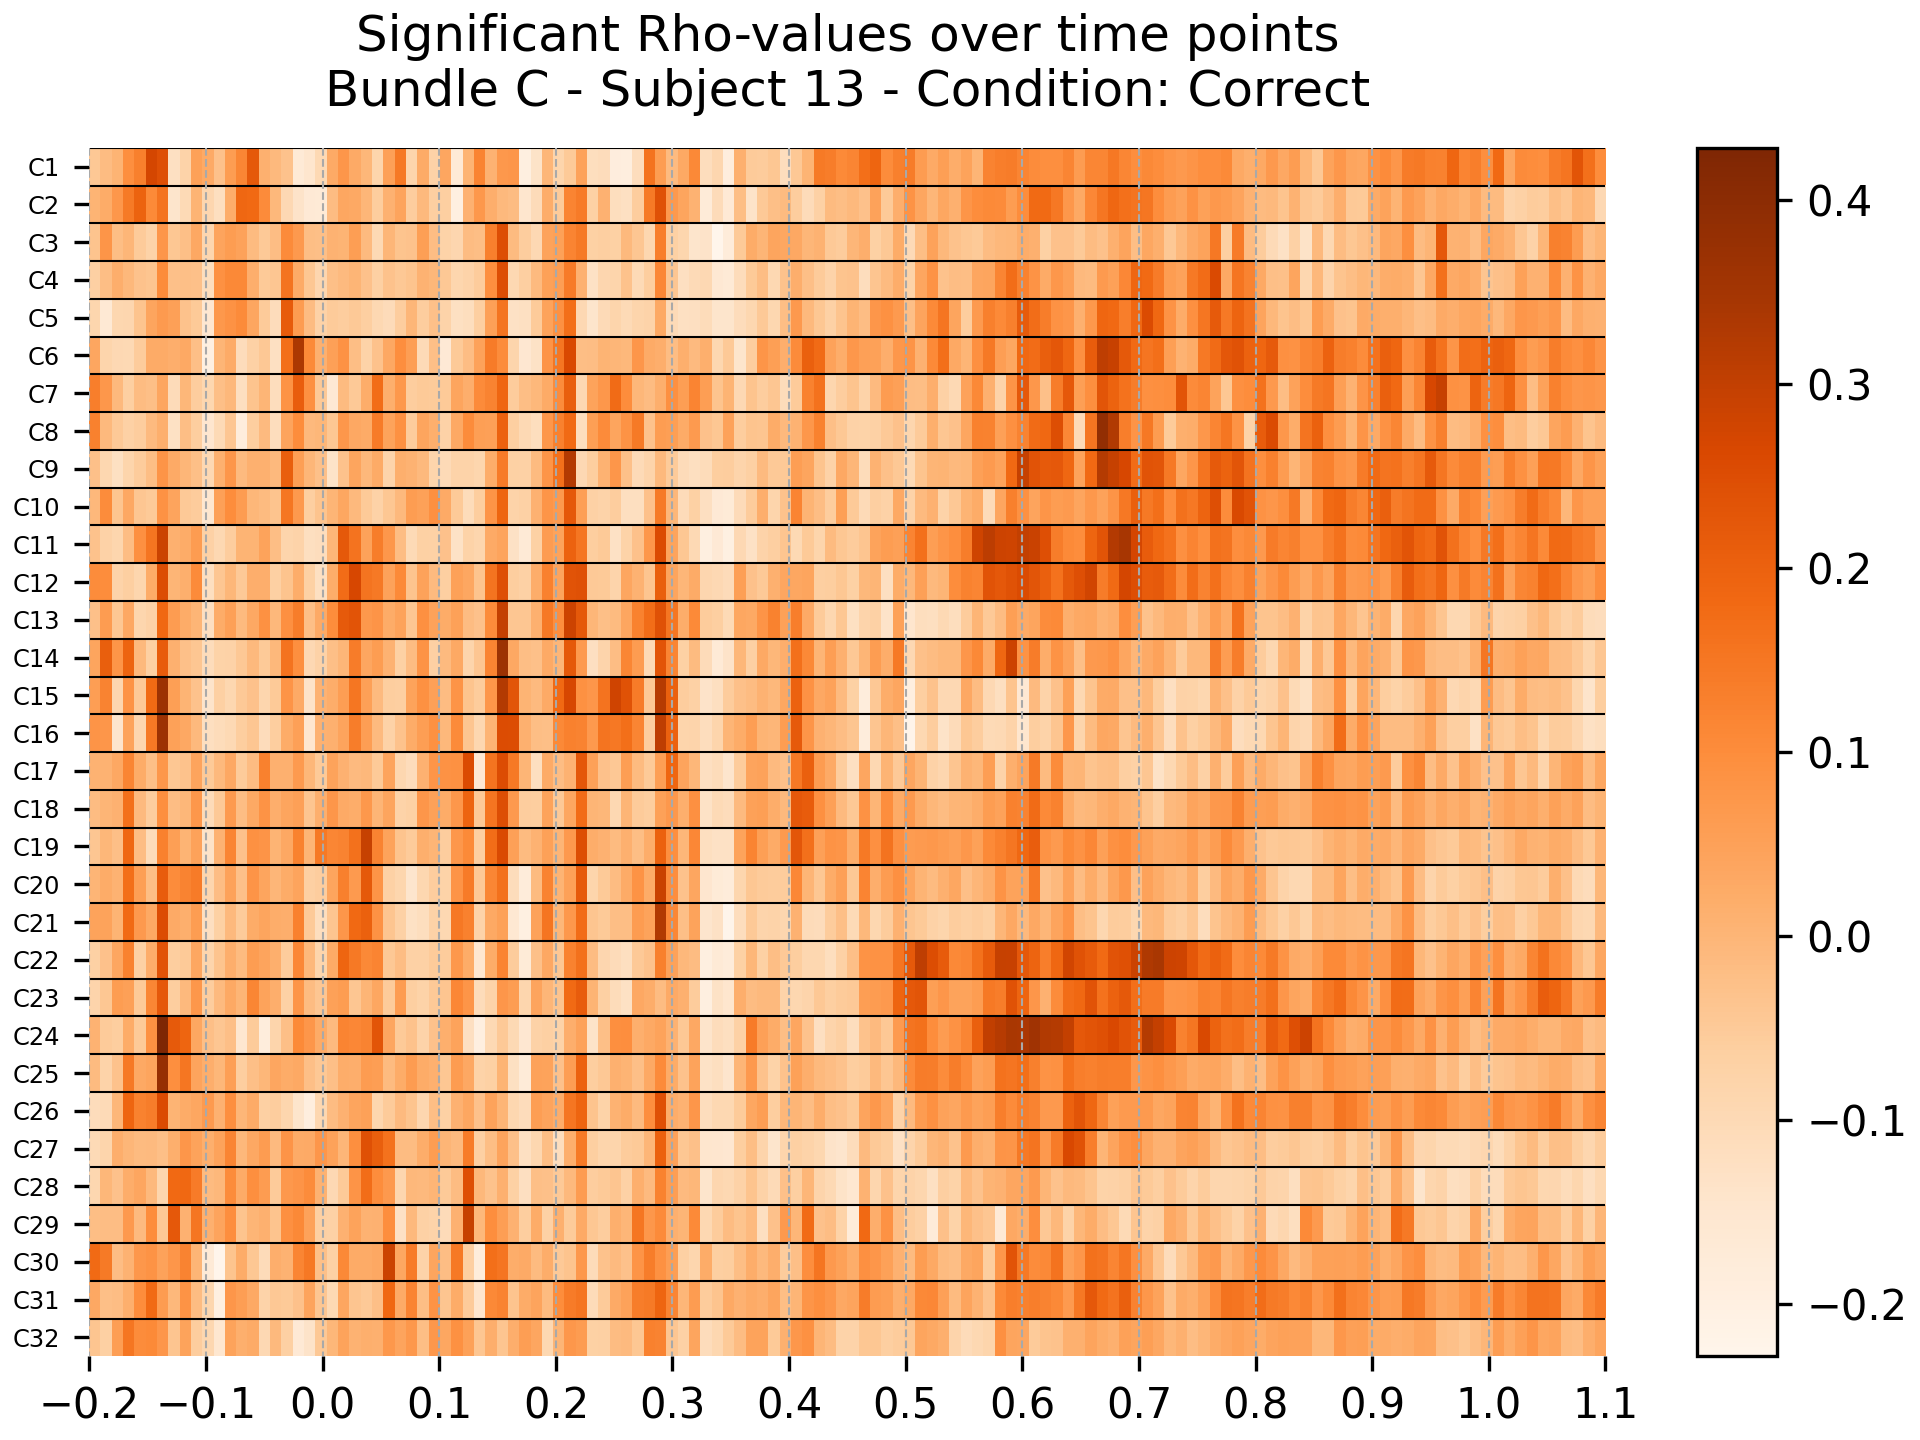 Significant Rho-values over time points
Bundle C - Subject 13 - Condition: Correct
C1
C2
C3
C4
C5
C6
C7
C8
C9
C10
C11
C12
C13
C14
C15
C16
C17
C18
C19
C20
C21
C22
C23
C24
C25
C26
C27
C28
C29
C30
C31
C32
−0.2 −0.1 0.0 0.1 0.2 0.3 0.4 0.5 0.6 0.7 0.8 0.9 1.0 1.1
0.4
0.3
0.2
0.1
0.0
−0.1
−0.2